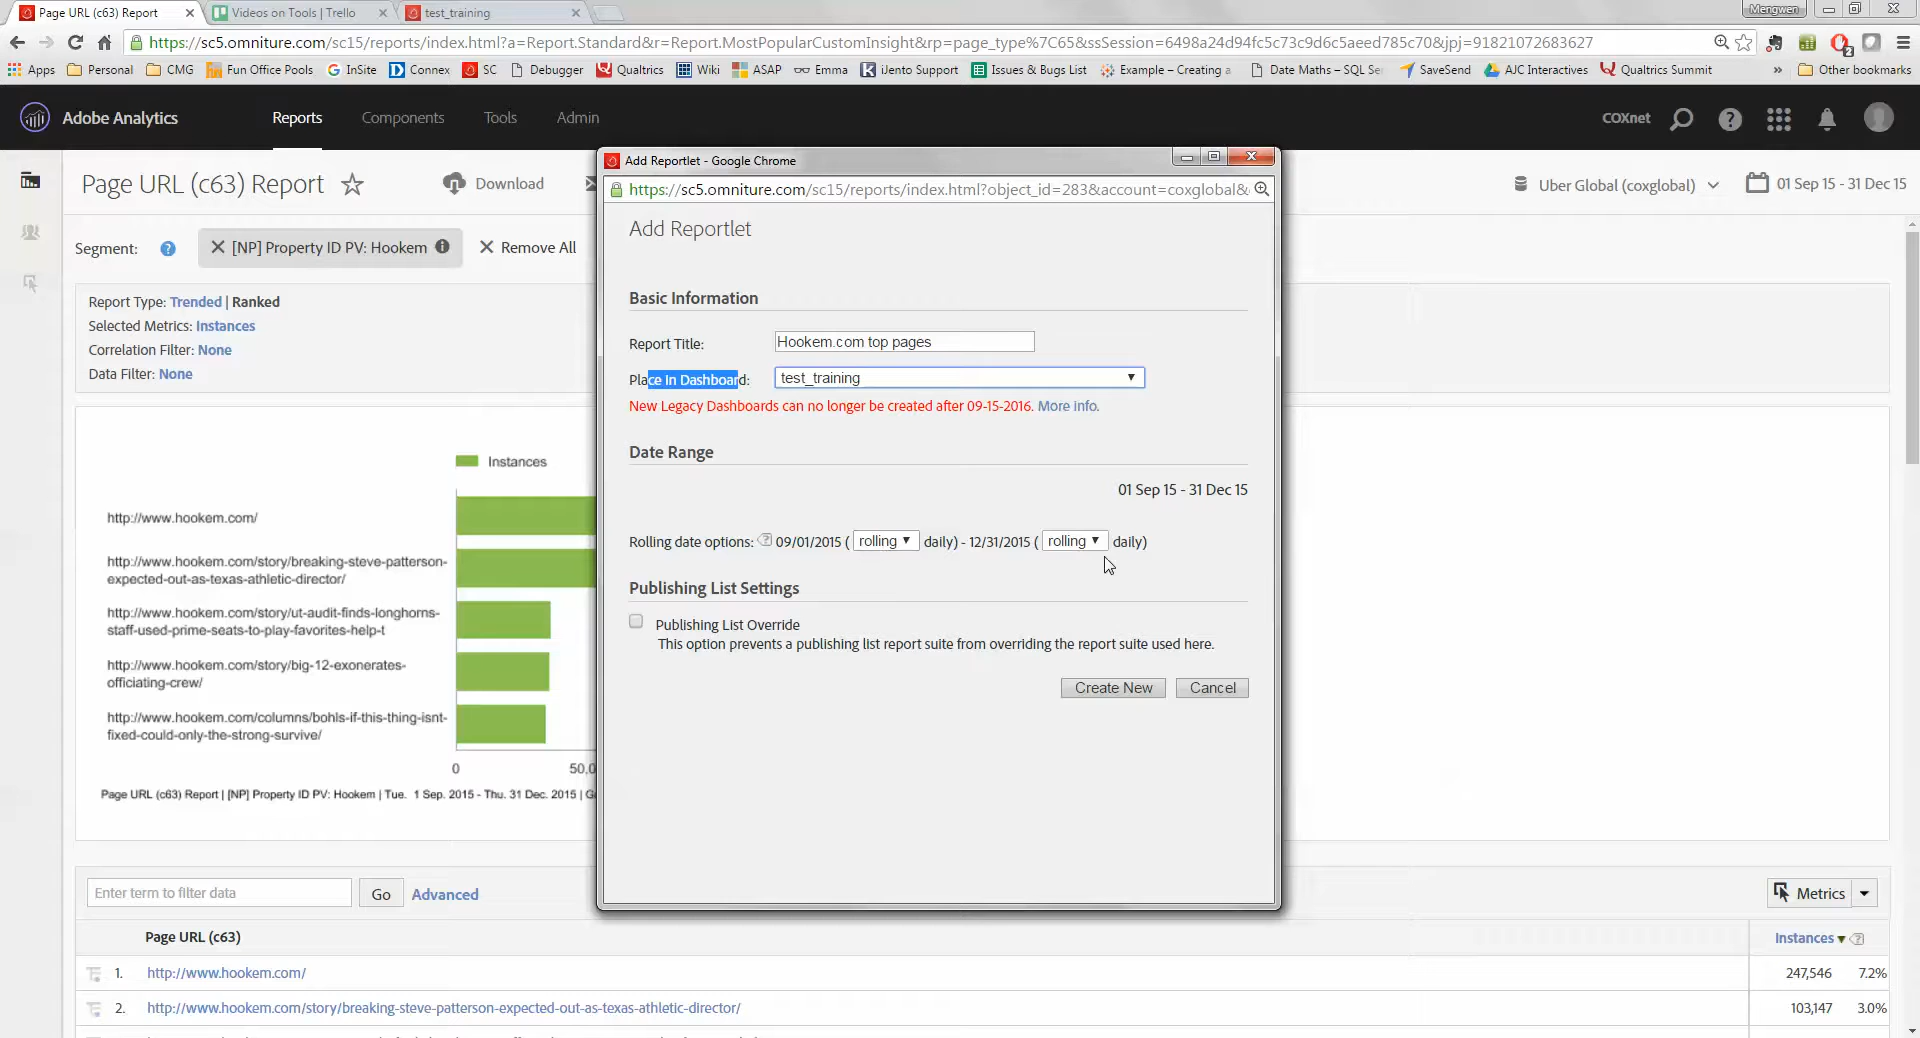 Page URL (c63) Report
Videos on Tools | Trello
test_training
Mengwen
https://sc5.omniture.com/sc15/reports/index.html?a=Report.Standard&r=Report.MostPopularCustomInsight&rp=page_type%7C65&ssSession=6498a24d94fc5c73c9d6c5aeed785c70&jpj=91821072683627
Apps Personal CMG Fun Office Pools InSite Connex SC Debugger Qualtrics Wiki ASAP Emma iJento Support Issues & Bugs List Example – Creating a Date Maths – SQL Se SaveSend AJC Interactives Qualtrics Summit » Other bookmarks
Adobe Analytics Reports Components Tools Admin COXnet
Page URL (c63) Report Download
Uber Global (coxglobal) 01 Sep 15 - 31 Dec 15
Segment: [NP] Property ID PV: Hookem Remove All
Report Type: Trended | Ranked
Selected Metrics: Instances
Correlation Filter: None
Data Filter: None
Instances
http://www.hookem.com/
http://www.hookem.com/story/breaking-steve-patterson-
expected-out-as-texas-athletic-director/
http://www.hookem.com/story/ut-audit-finds-longhorns-
staff-used-prime-seats-to-play-favorites-help-t
http://www.hookem.com/story/big-12-exonerates-
officiating-crew/
http://www.hookem.com/columns/bohls-if-this-thing-isnt-
fixed-could-only-the-strong-survive/
0 50,0
Page URL (c63) Report | [NP] Property ID PV: Hookem | Tue. 1 Sep. 2015 - Thu. 31 Dec. 2015 | G
Add Reportlet - Google Chrome
https://sc5.omniture.com/sc15/reports/index.html?object_id=283&account=coxglobal&
Add Reportlet
Basic Information
Report Title: Hookem.com top pages
Place in Dashboard: test_training
New Legacy Dashboards can no longer be created after 09-15-2016. More info.
Date Range
01 Sep 15 - 31 Dec 15
Rolling date options: 09/01/2015 ( rolling daily) - 12/31/2015 ( rolling daily)
Publishing List Settings
Publishing List Override
This option prevents a publishing list report suite from overriding the report suite used here.
Create New Cancel
Enter term to filter data Go Advanced Metrics
Page URL (c63) Instances
1. http://www.hookem.com/ 247,546 7.2%
2. http://www.hookem.com/story/breaking-steve-patterson-expected-out-as-texas-athletic-director/ 103,147 3.0%